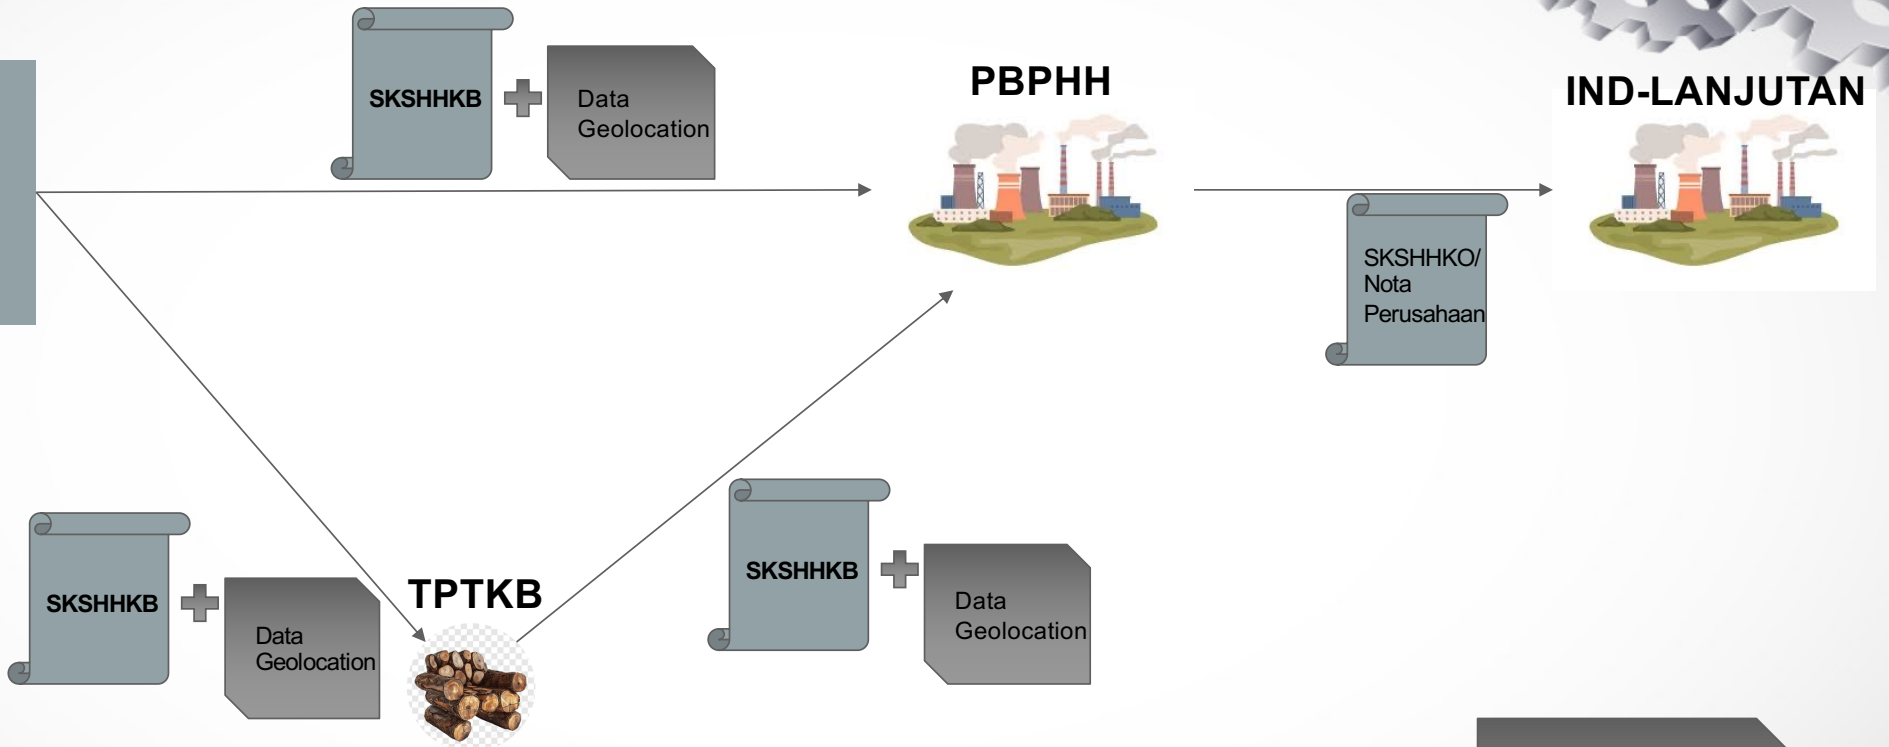 SKSHHKB
Data
Geolocation
PBPHH
IND-LANJUTAN
SKSHHKO/
Nota
Perusahaan
SKSHHKB
Data
Geolocation
TPTKB
SKSHHKB
Data
Geolocation